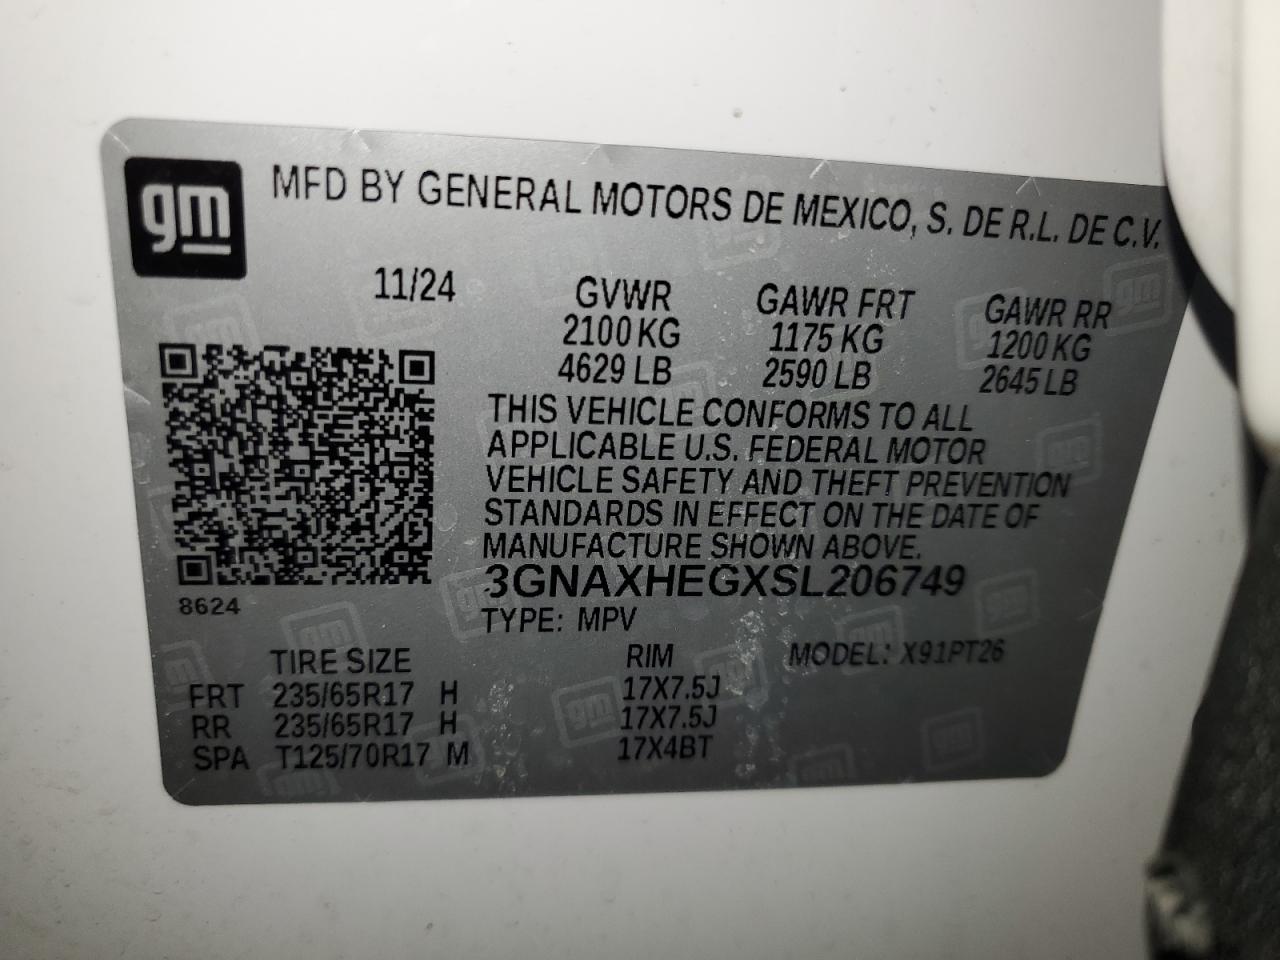 gm
MFD BY GENERAL MOTORS DE MEXICO, S. DE R.L. DE C.V.
11/24
GVWR GAWR FRT GAWR RR
2100 KG 1175 KG 1200 KG
4629 LB 2590 LB 2645 LB
THIS VEHICLE CONFORMS TO ALL
APPLICABLE U.S. FEDERAL MOTOR
VEHICLE SAFETY AND THEFT PREVENTION
STANDARDS IN EFFECT ON THE DATE OF
MANUFACTURE SHOWN ABOVE.
3GNAXHEGXSL206749
8624
TYPE: MPV
TIRE SIZE RIM MODEL: X91PT26
FRT 235/65R17 H 17X7.5J
RR 235/65R17 H 17X7.5J
SPA T125/70R17 M 17X4BT